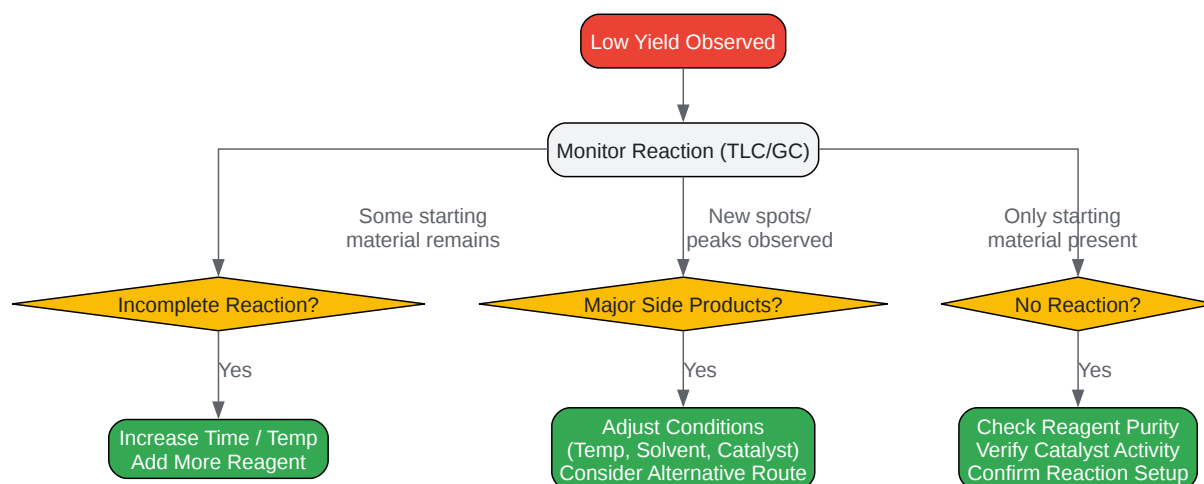 Low Yield Observed
Monitor Reaction (TLC/GC)
Some starting
material remains
New spots/
peaks observed
Only starting
material present
Incomplete Reaction?
Major Side Products?
No Reaction?
Yes
Yes
Yes
Increase Time / Temp
Add More Reagent
Adjust Conditions
(Temp, Solvent, Catalyst)
Consider Alternative Route
Check Reagent Purity
Verify Catalyst Activity
Confirm Reaction Setup